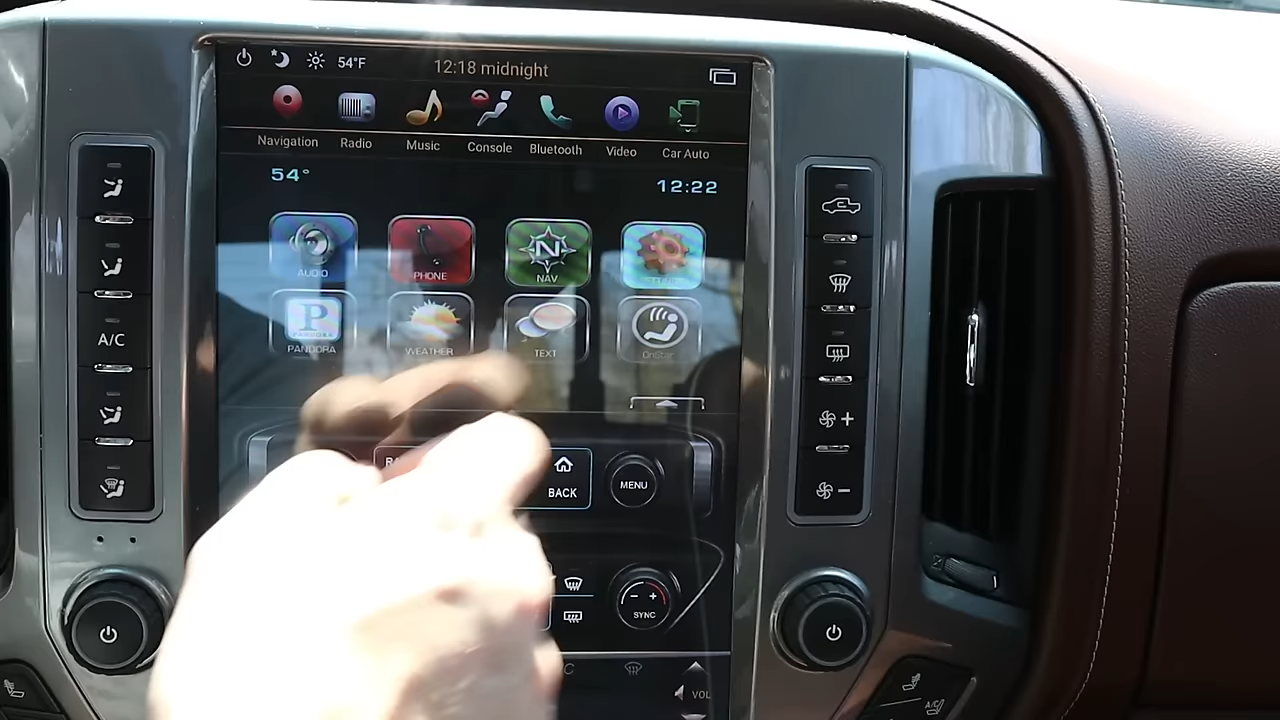 54°F 12:18 midnight
Navigation Radio Music Console Bluetooth Video Car Auto
54° 12:22
AUDIO PHONE N NAV
P PANDORA WEATHER TEXT OnStar
A/C
BACK MENU
SYNC
VOL
A/C